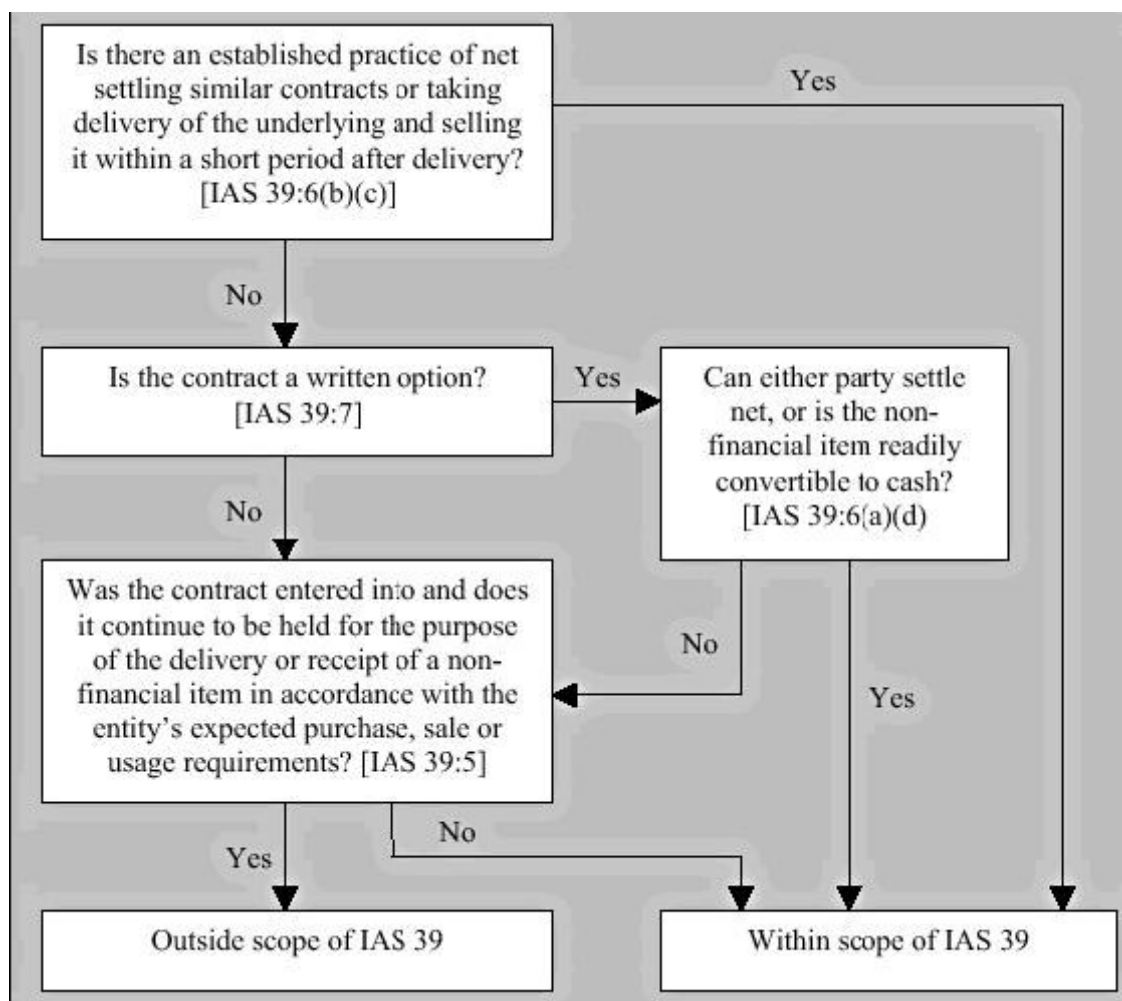 Is there an established practice of net
settling similar contracts or taking
delivery of the underlying and selling
it within a short period after delivery?
[IAS 39:6(b)(c)]
Yes
No
Is the contract a written option?
[IAS 39:7]
Yes
Can either party settle
net, or is the non-
financial item readily
convertible to cash?
[IAS 39:6(a)(d)
No
Was the contract entered into and does
it continue to be held for the purpose
of the delivery or receipt of a non-
financial item in accordance with the
entity's expected purchase, sale or
usage requirements? [IAS 39:5]
No
Yes
No
Yes
Outside scope of IAS 39
Within scope of IAS 39